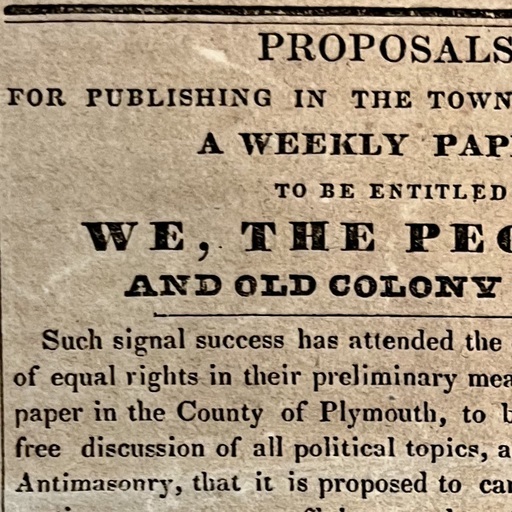 PROPOSALS
FOR PUBLISHING IN THE TOWN
A WEEKLY PAP
TO BE ENTITLED
WE, THE PEO
AND OLD COLONY
Such signal success has attended the
of equal rights in their preliminary mea
paper in the County of Plymouth, to b
free discussion of all political topics, a
Antimasonry, that it is proposed to car